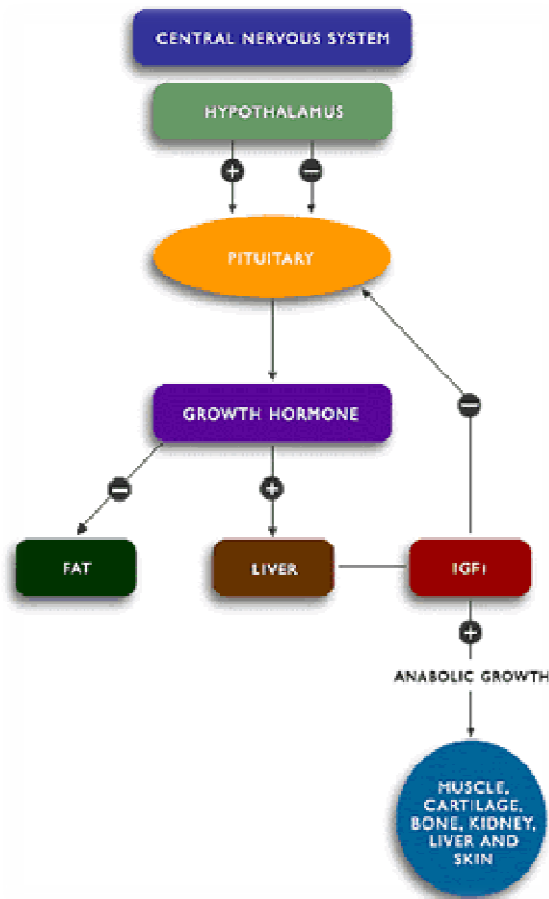 CENTRAL NERVOUS SYSTEM
HYPOTHALAMUS
+
−
PITUITARY
−
GROWTH HORMONE
−
+
FAT
LIVER
IGF1
+
ANABOLIC GROWTH
MUSCLE,
CARTILAGE,
BONE, KIDNEY,
LIVER AND
SKIN